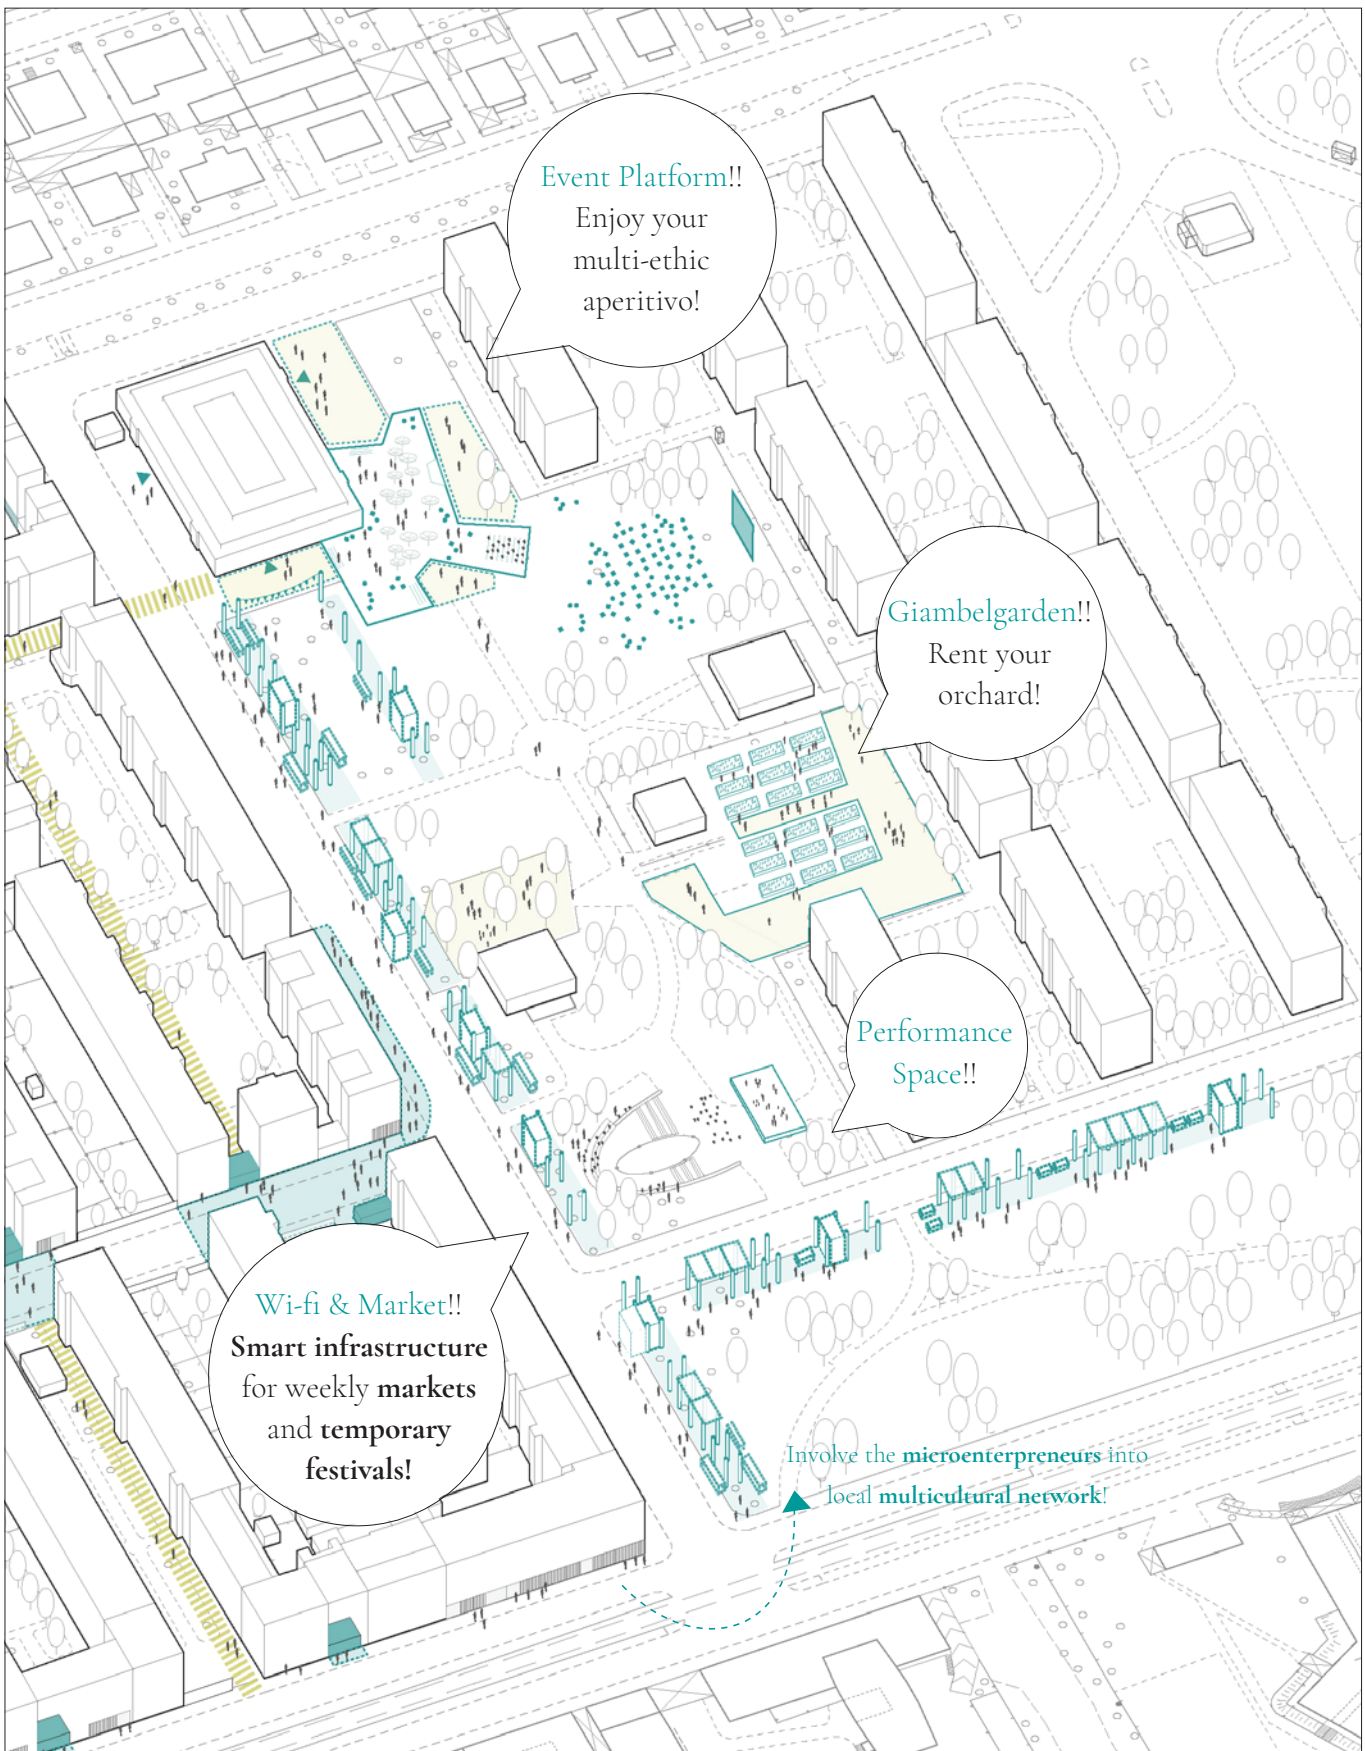 Event Platform!!
Enjoy your
multi-ethic
aperitivo!
Giambelgarden!!
Rent your
orchard!
Performance
Space!!
Wi-fi & Market!!
Smart infrastructure
for weekly markets
and temporary
festivals!
Involve the microenterpreneurs into
local multicultural network!